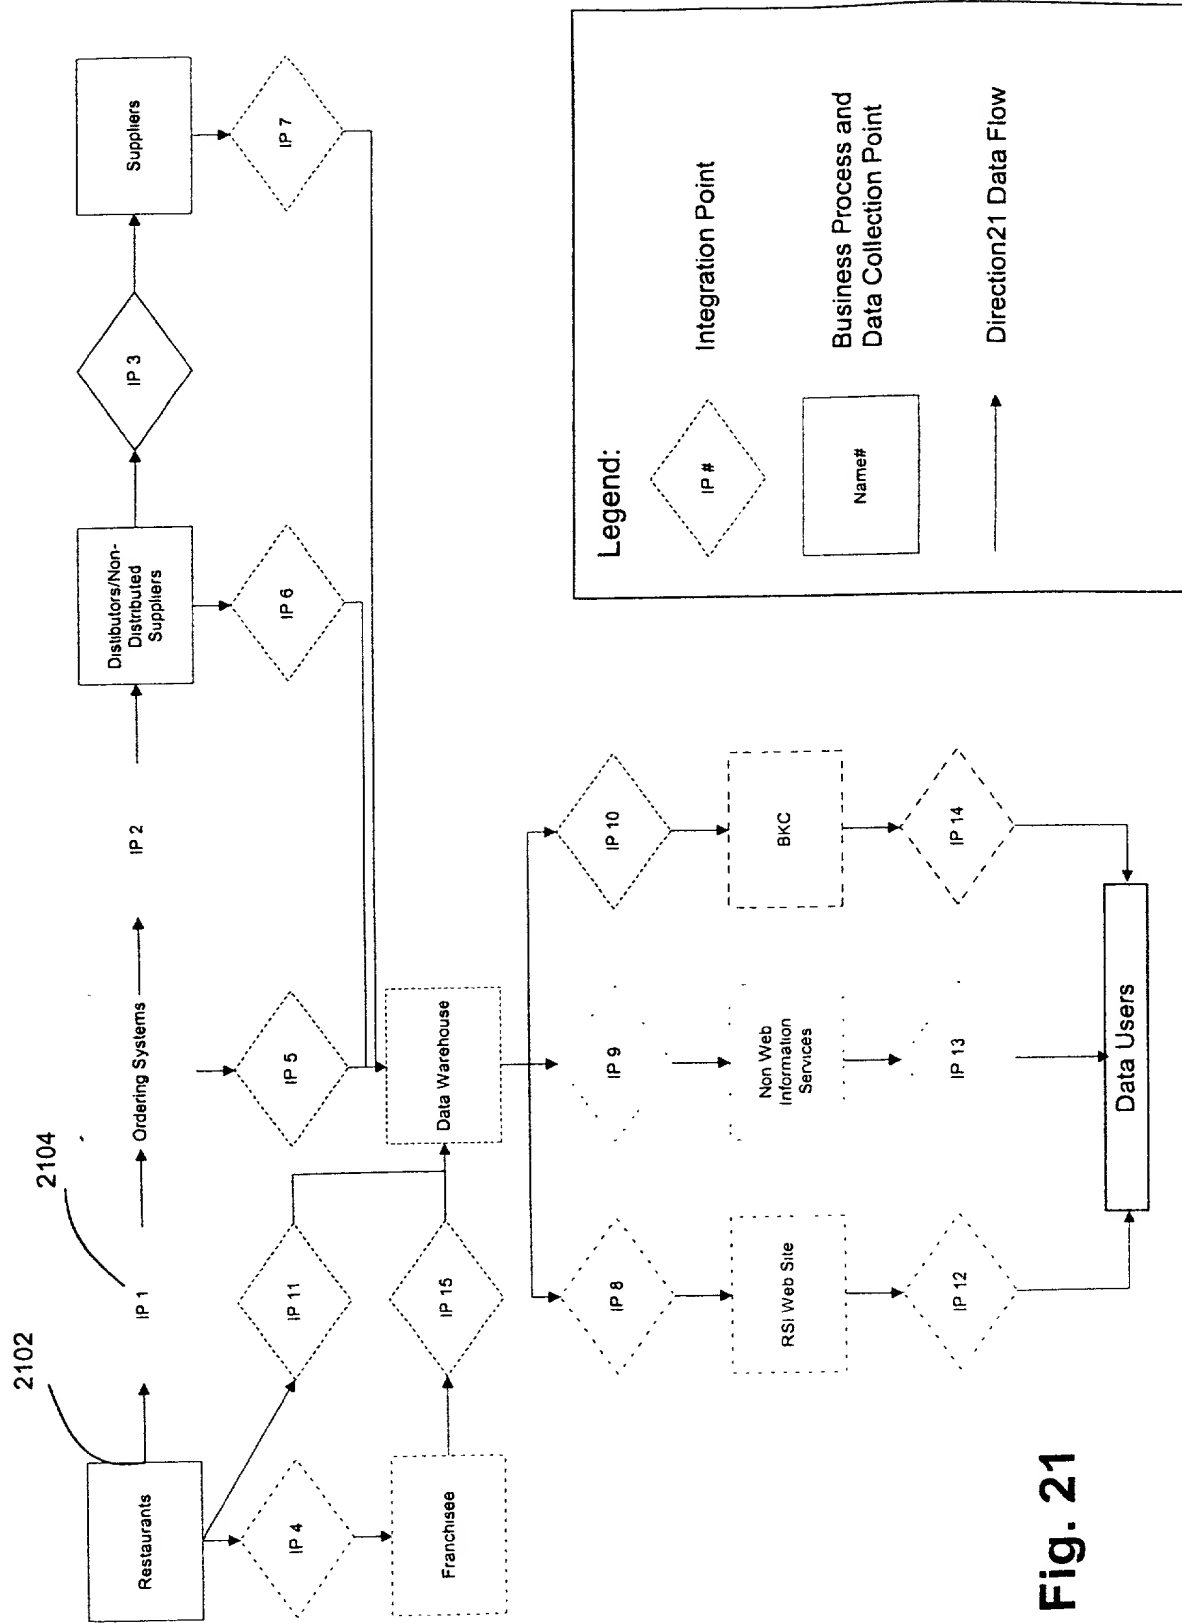 2102
2104
Restaurants
IP 1
Ordering Systems
IP 2
Distibutors/Non-
Distributed
Suppliers
IP 3
Suppliers
IP 4
IP 11
IP 5
IP 6
IP 7
Franchisee
IP 15
Data Warehouse
IP 8
IP 9
IP 10
RSI Web Site
Non Web
Information
Services
BKC
IP 12
IP 13
IP 14
Data Users
Legend:
IP #
Integration Point
Name#
Business Process and
Data Collection Point
Direction21 Data Flow
Fig. 21